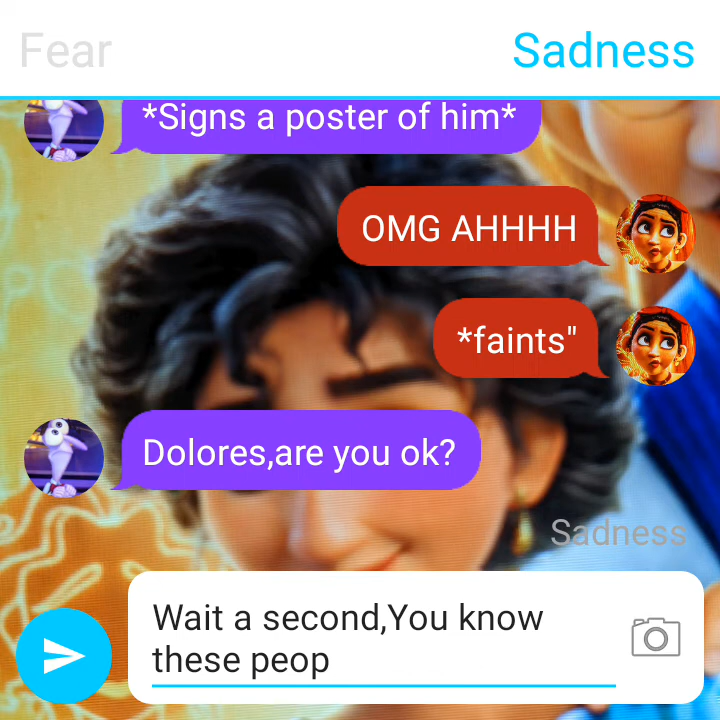 Fear
Sadness
*Signs a poster of him*
OMG AHHHH
*faints"
Dolores,are you ok?
Sadness
Wait a second,You know
these peop